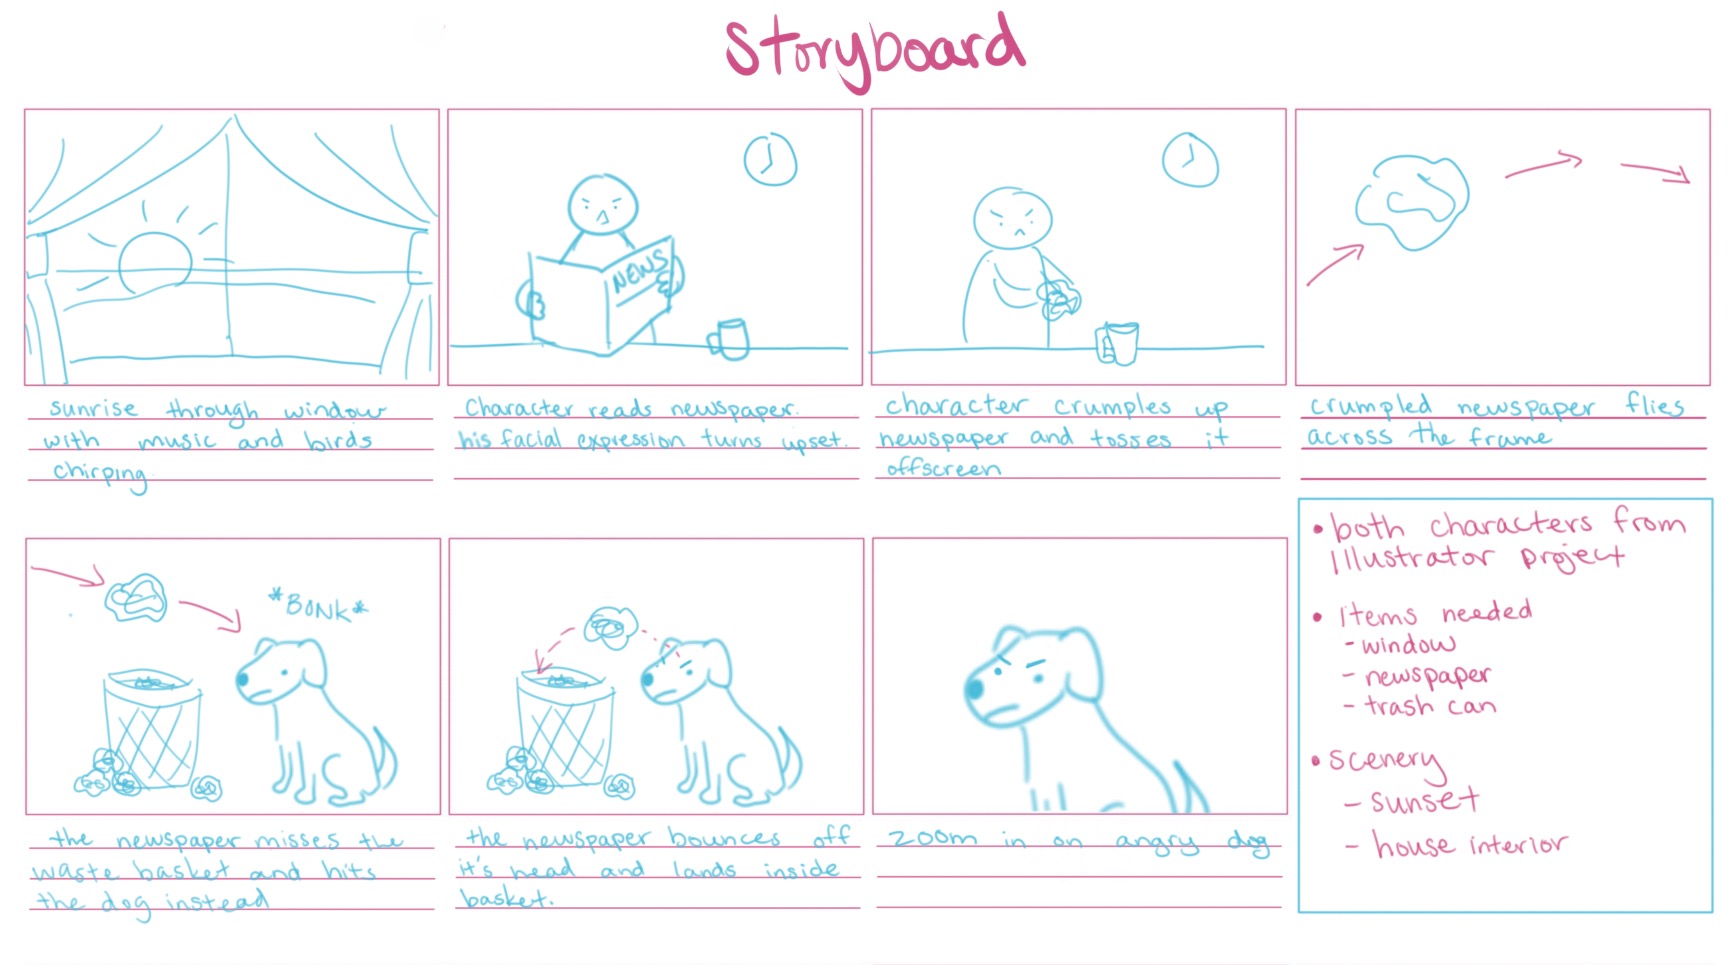 Storyboard
NEWS
sunrise through window
with music and birds
chirping
Character reads newspaper.
his facial expression turns upset.
character crumples up
newspaper and tosses it
offscreen
crumpled newspaper flies
across the frame
*BONK*
the newspaper misses the
waste basket and hits
the dog instead
the newspaper bounces off
it's head and lands inside
basket.
zoom in on angry dog
• both characters from
Illustrator project
• Items needed
- window
- newspaper
- trash can
• scenery
- sunset
- house interior